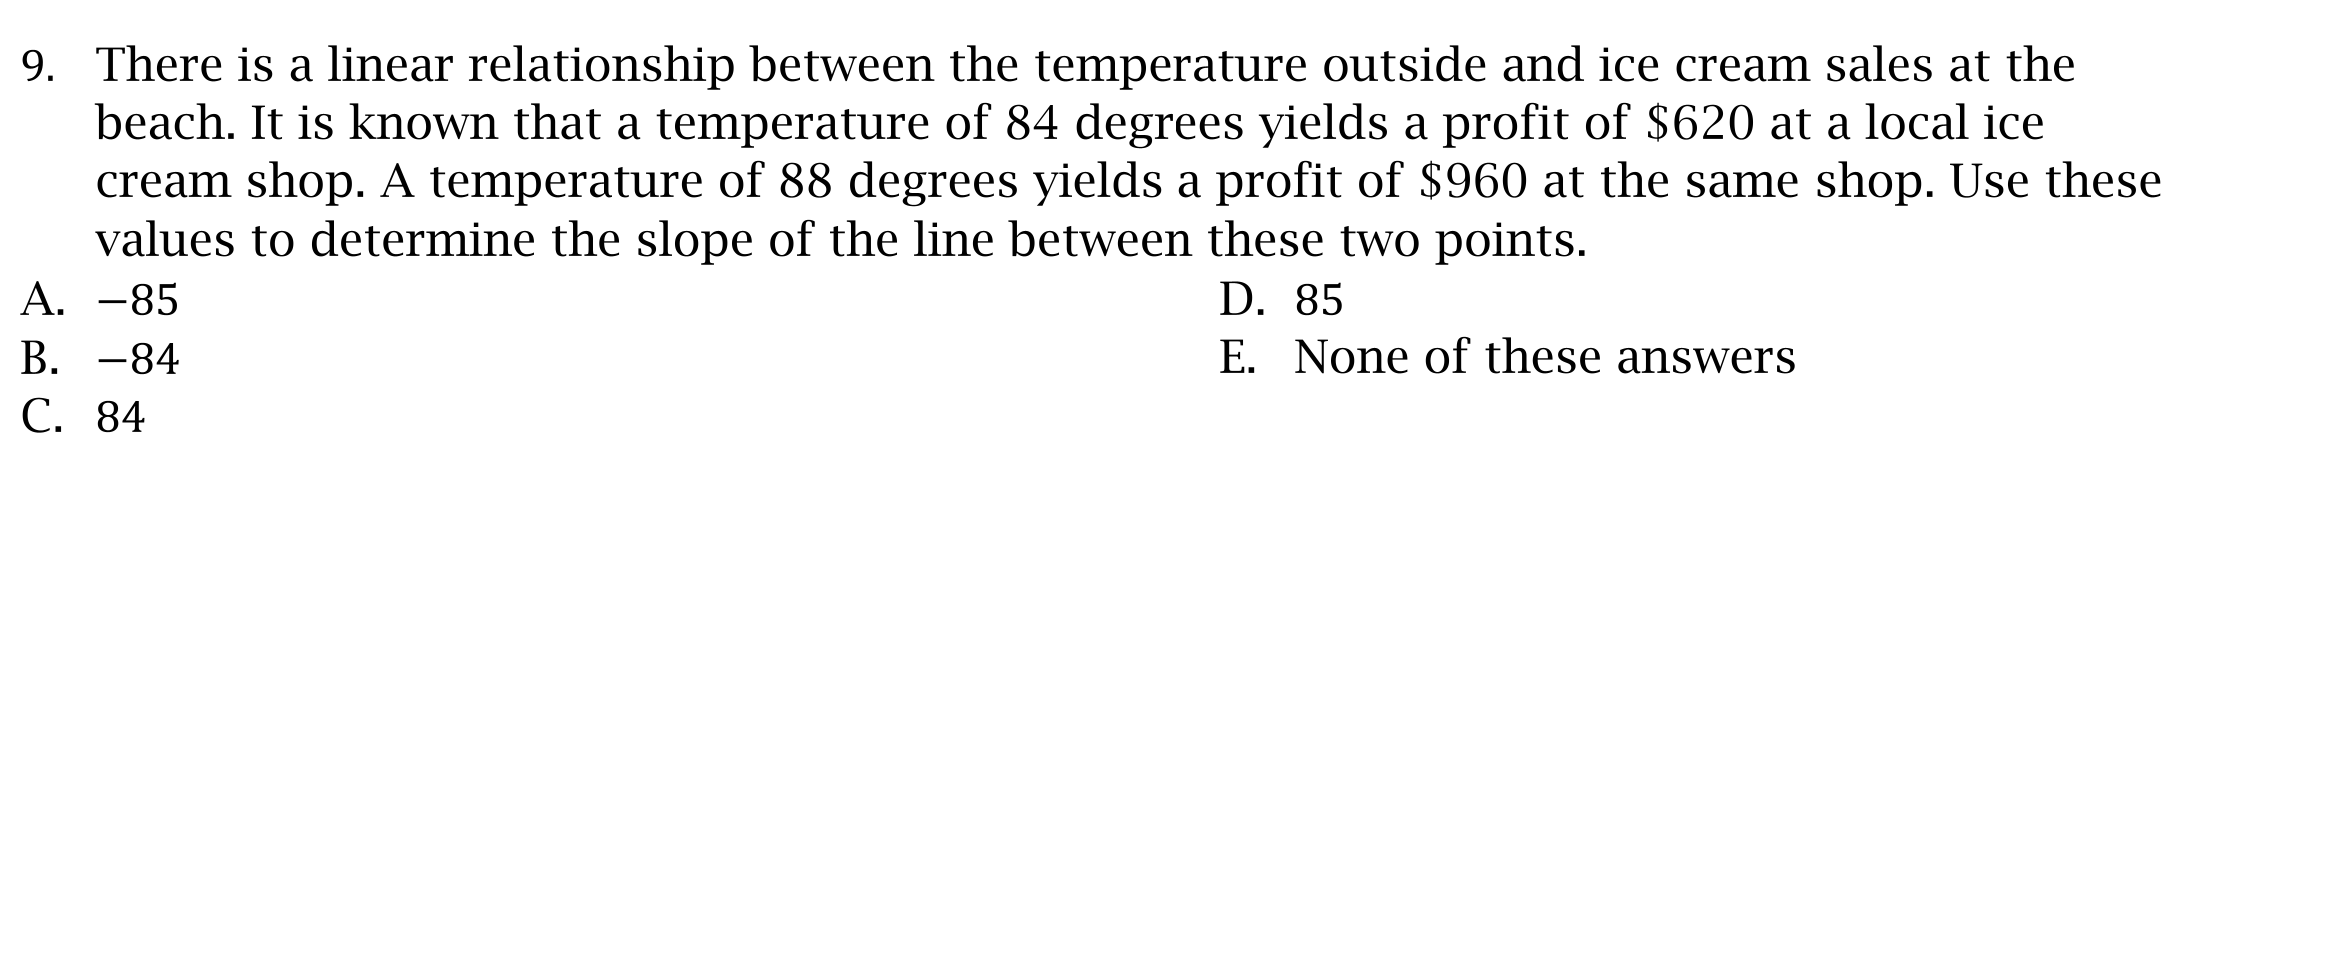 9. There is a linear relationship between the temperature outside and ice cream sales at the
beach. It is known that a temperature of 84 degrees yields a profit of $620 at a local ice
cream shop. A temperature of 88 degrees yields a profit of $960 at the same shop. Use these
values to determine the slope of the line between these two points.
A. −85
B. −84
C. 84
D. 85
E. None of these answers